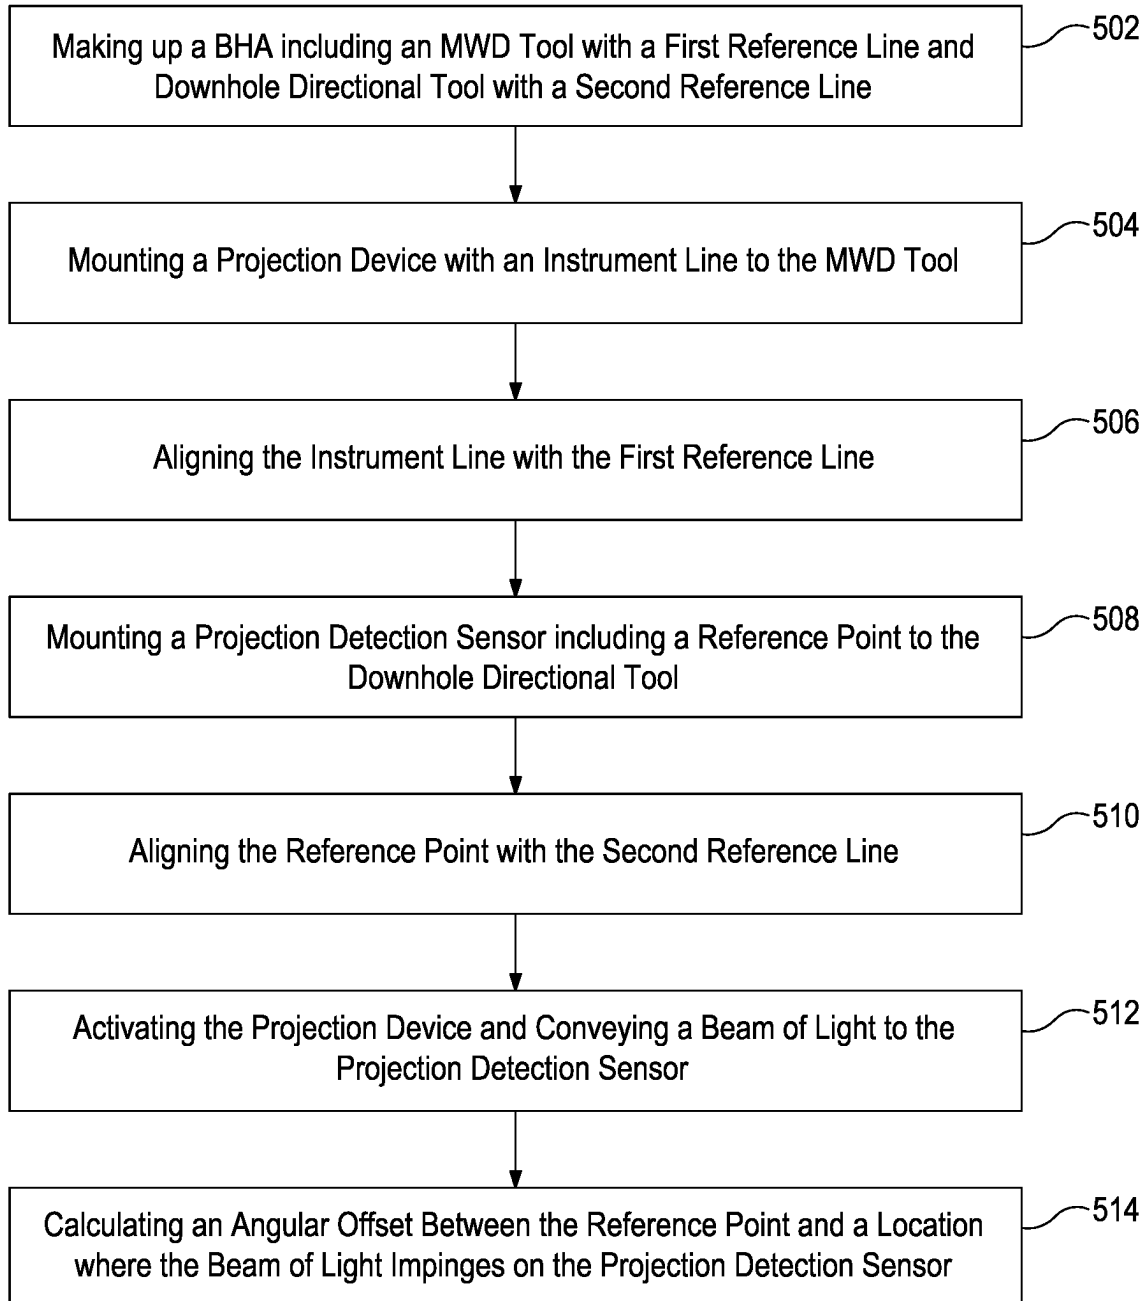 Making up a BHA including an MWD Tool with a First Reference Line and
Downhole Directional Tool with a Second Reference Line
502
Mounting a Projection Device with an Instrument Line to the MWD Tool
504
Aligning the Instrument Line with the First Reference Line
506
Mounting a Projection Detection Sensor including a Reference Point to the
Downhole Directional Tool
508
Aligning the Reference Point with the Second Reference Line
510
Activating the Projection Device and Conveying a Beam of Light to the
Projection Detection Sensor
512
Calculating an Angular Offset Between the Reference Point and a Location
where the Beam of Light Impinges on the Projection Detection Sensor
514